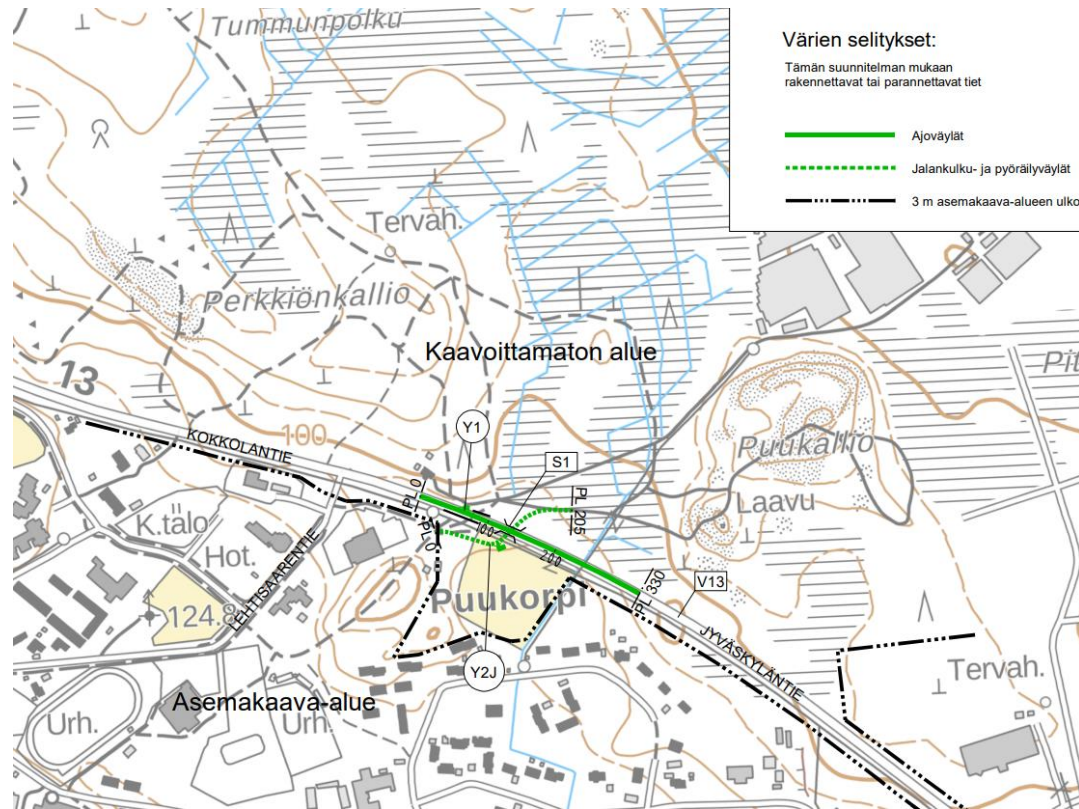 Tummunpolku
Värien selitykset:
Tämän suunnitelman mukaan
rakennettavat tai parannettavat tiet
Ajoväylät
Jalankulku- ja pyöräilyväylät
3 m asemakaava-alueen ulko
Tervah.
Perkkiönkallio
Kaavoittamaton alue
13
KOKKOLANTIE
100
Y1
S1
PL 0
PL 205
PL 0
100
200
Puukallio
Laavu
Pit
K.tälo
Hot.
124.8
LEHTISAARENTIE
Puukorpi
PL 330
V13
JYVÄSKYLÄNTIE
Y2J
Tervah.
Asemakaava-alue
Urh.
Urh.